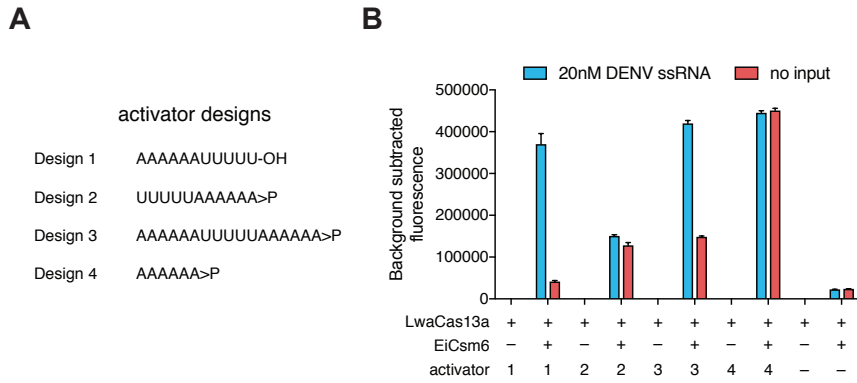 A
activator designs
Design 1 AAAAAAUUUUU-OH
Design 2 UUUUUAAAAAA>P
Design 3 AAAAAAUUUUUAAAAAA>P
Design 4 AAAAAA>P
B
20nM DENV ssRNA no input
Background subtracted
fluorescence
500000
400000
300000
200000
100000
0
LwaCas13a + + + + + + + + + +
EiCsm6 – + – + – + – + – +
activator 1 1 2 2 3 3 4 4 – –